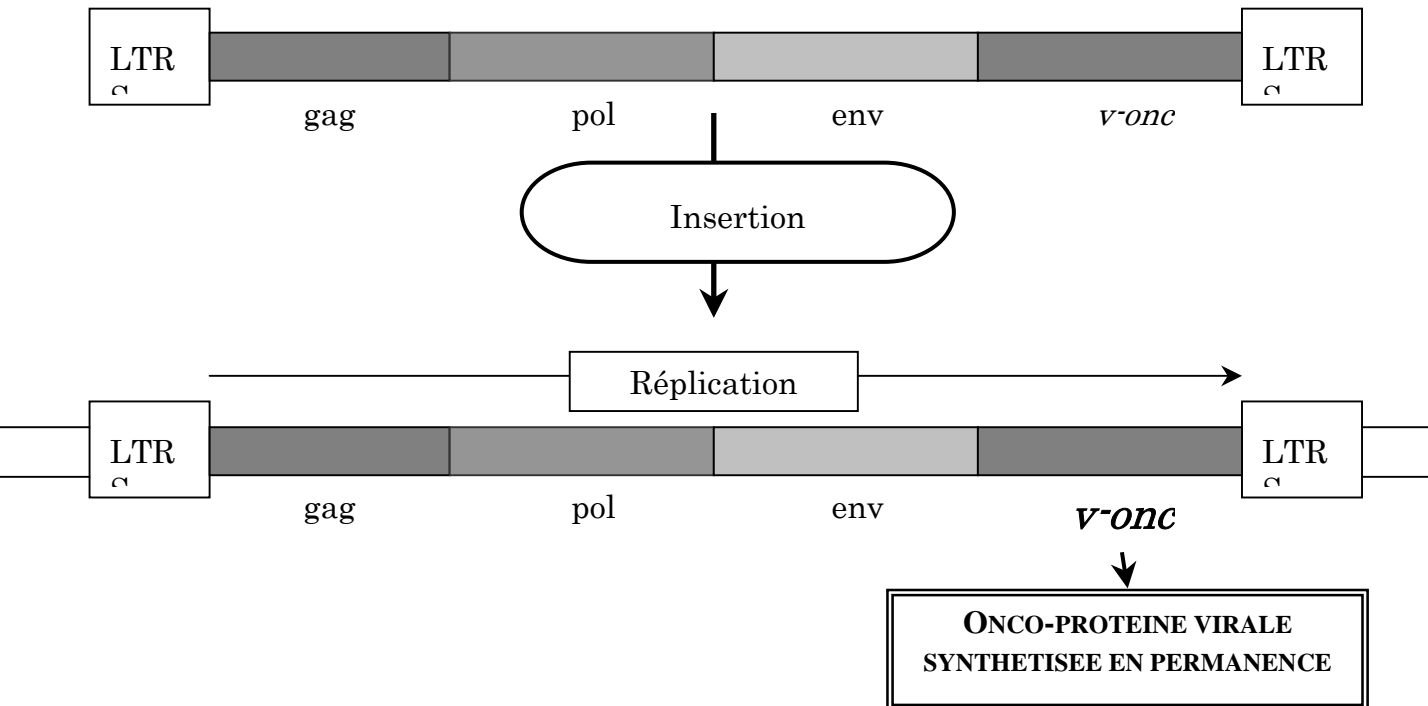 LTR LTR
S S
gag pol env v-onc
Insertion
Réplication
LTR LTR
S S
gag pol env v-onc
ONCO-PROTEINE VIRALE
SYNTHETISEE EN PERMANENCE